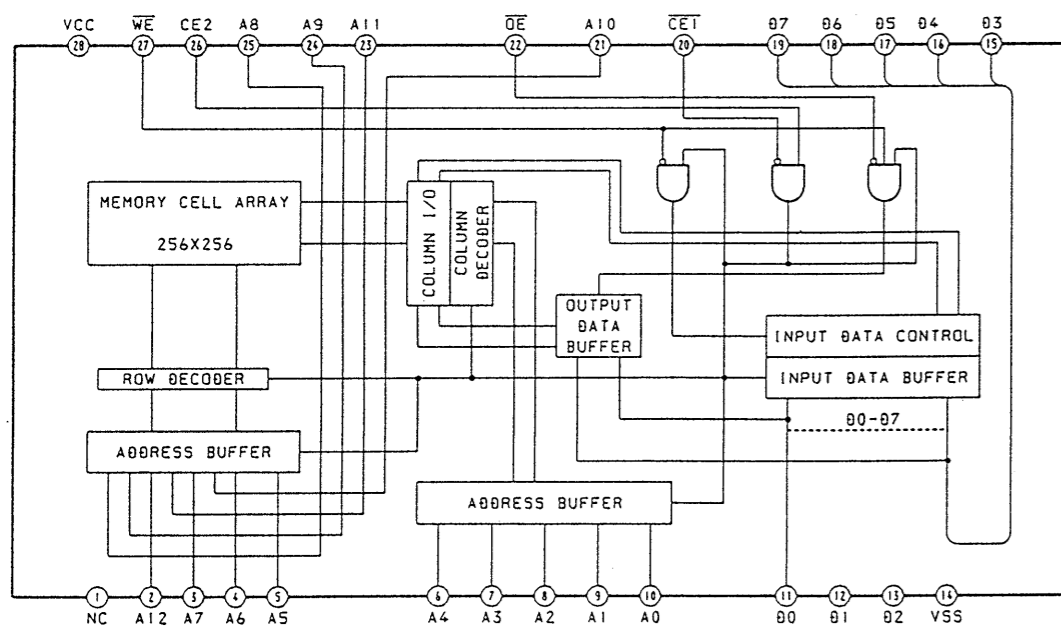 VCC W̅E̅ CE2 A8 A9 A11 O̅E̅ A10 C̅E̅1̅ D7 D6 D5 D4 D3
28 27 26 25 24 23 22 21 20 19 18 17 16 15
MEMORY CELL ARRAY
256X256
COLUMN I/O
COLUMN
DECODER
OUTPUT
DATA
BUFFER
INPUT DATA CONTROL
INPUT DATA BUFFER
ROW DECODER
D0-D7
ADDRESS BUFFER
ADDRESS BUFFER
1 2 3 4 5 6 7 8 9 10 11 12 13 14
NC A12 A7 A6 A5 A4 A3 A2 A1 A0 D0 D1 D2 VSS